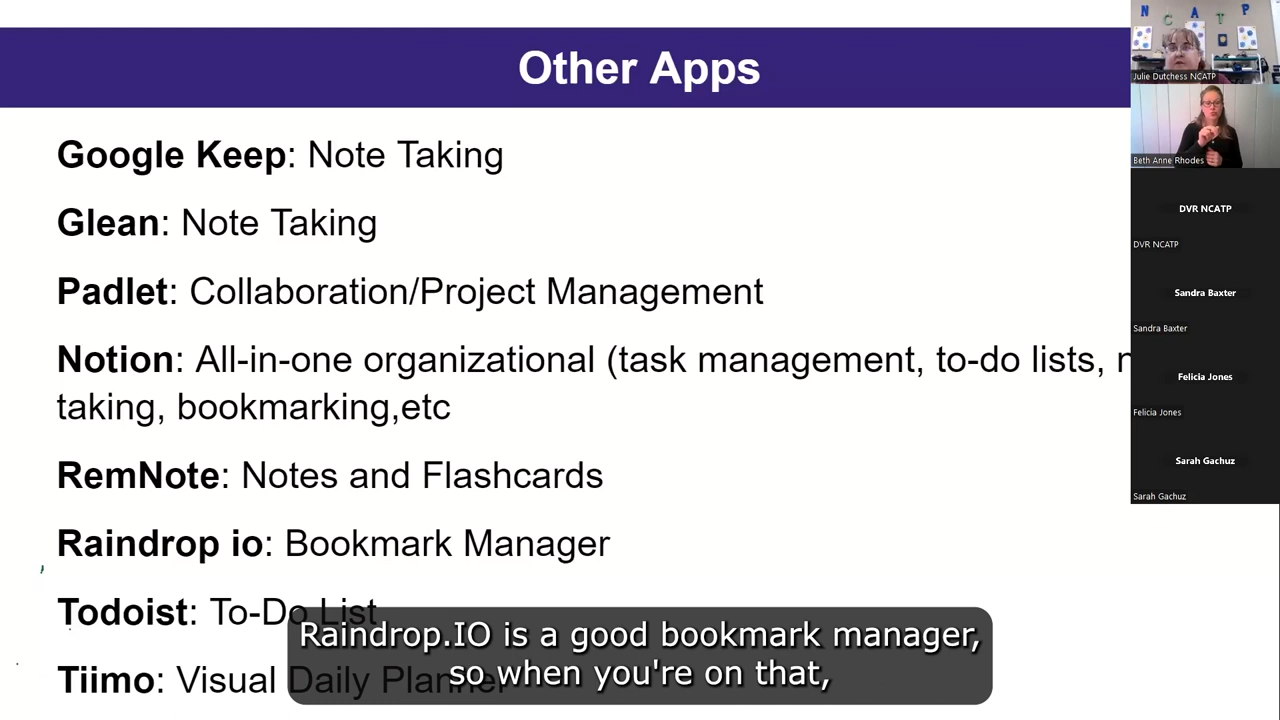 Other Apps
Google Keep: Note Taking
Glean: Note Taking
Padlet: Collaboration/Project Management
Notion: All-in-one organizational (task management, to-do lists,
taking, bookmarking,etc
RemNote: Notes and Flashcards
Raindrop io: Bookmark Manager
Todoist: To-Do List
Tiimo: Visual Daily Planner
Raindrop.IO is a good bookmark manager,
so when you're on that,
N C A T P
D
Julie Dutchess NCATP
Beth Anne Rhodes
DVR NCATP
DVR NCATP
Sandra Baxter
Sandra Baxter
Felicia Jones
Felicia Jones
Sarah Gachuz
Sarah Gachuz